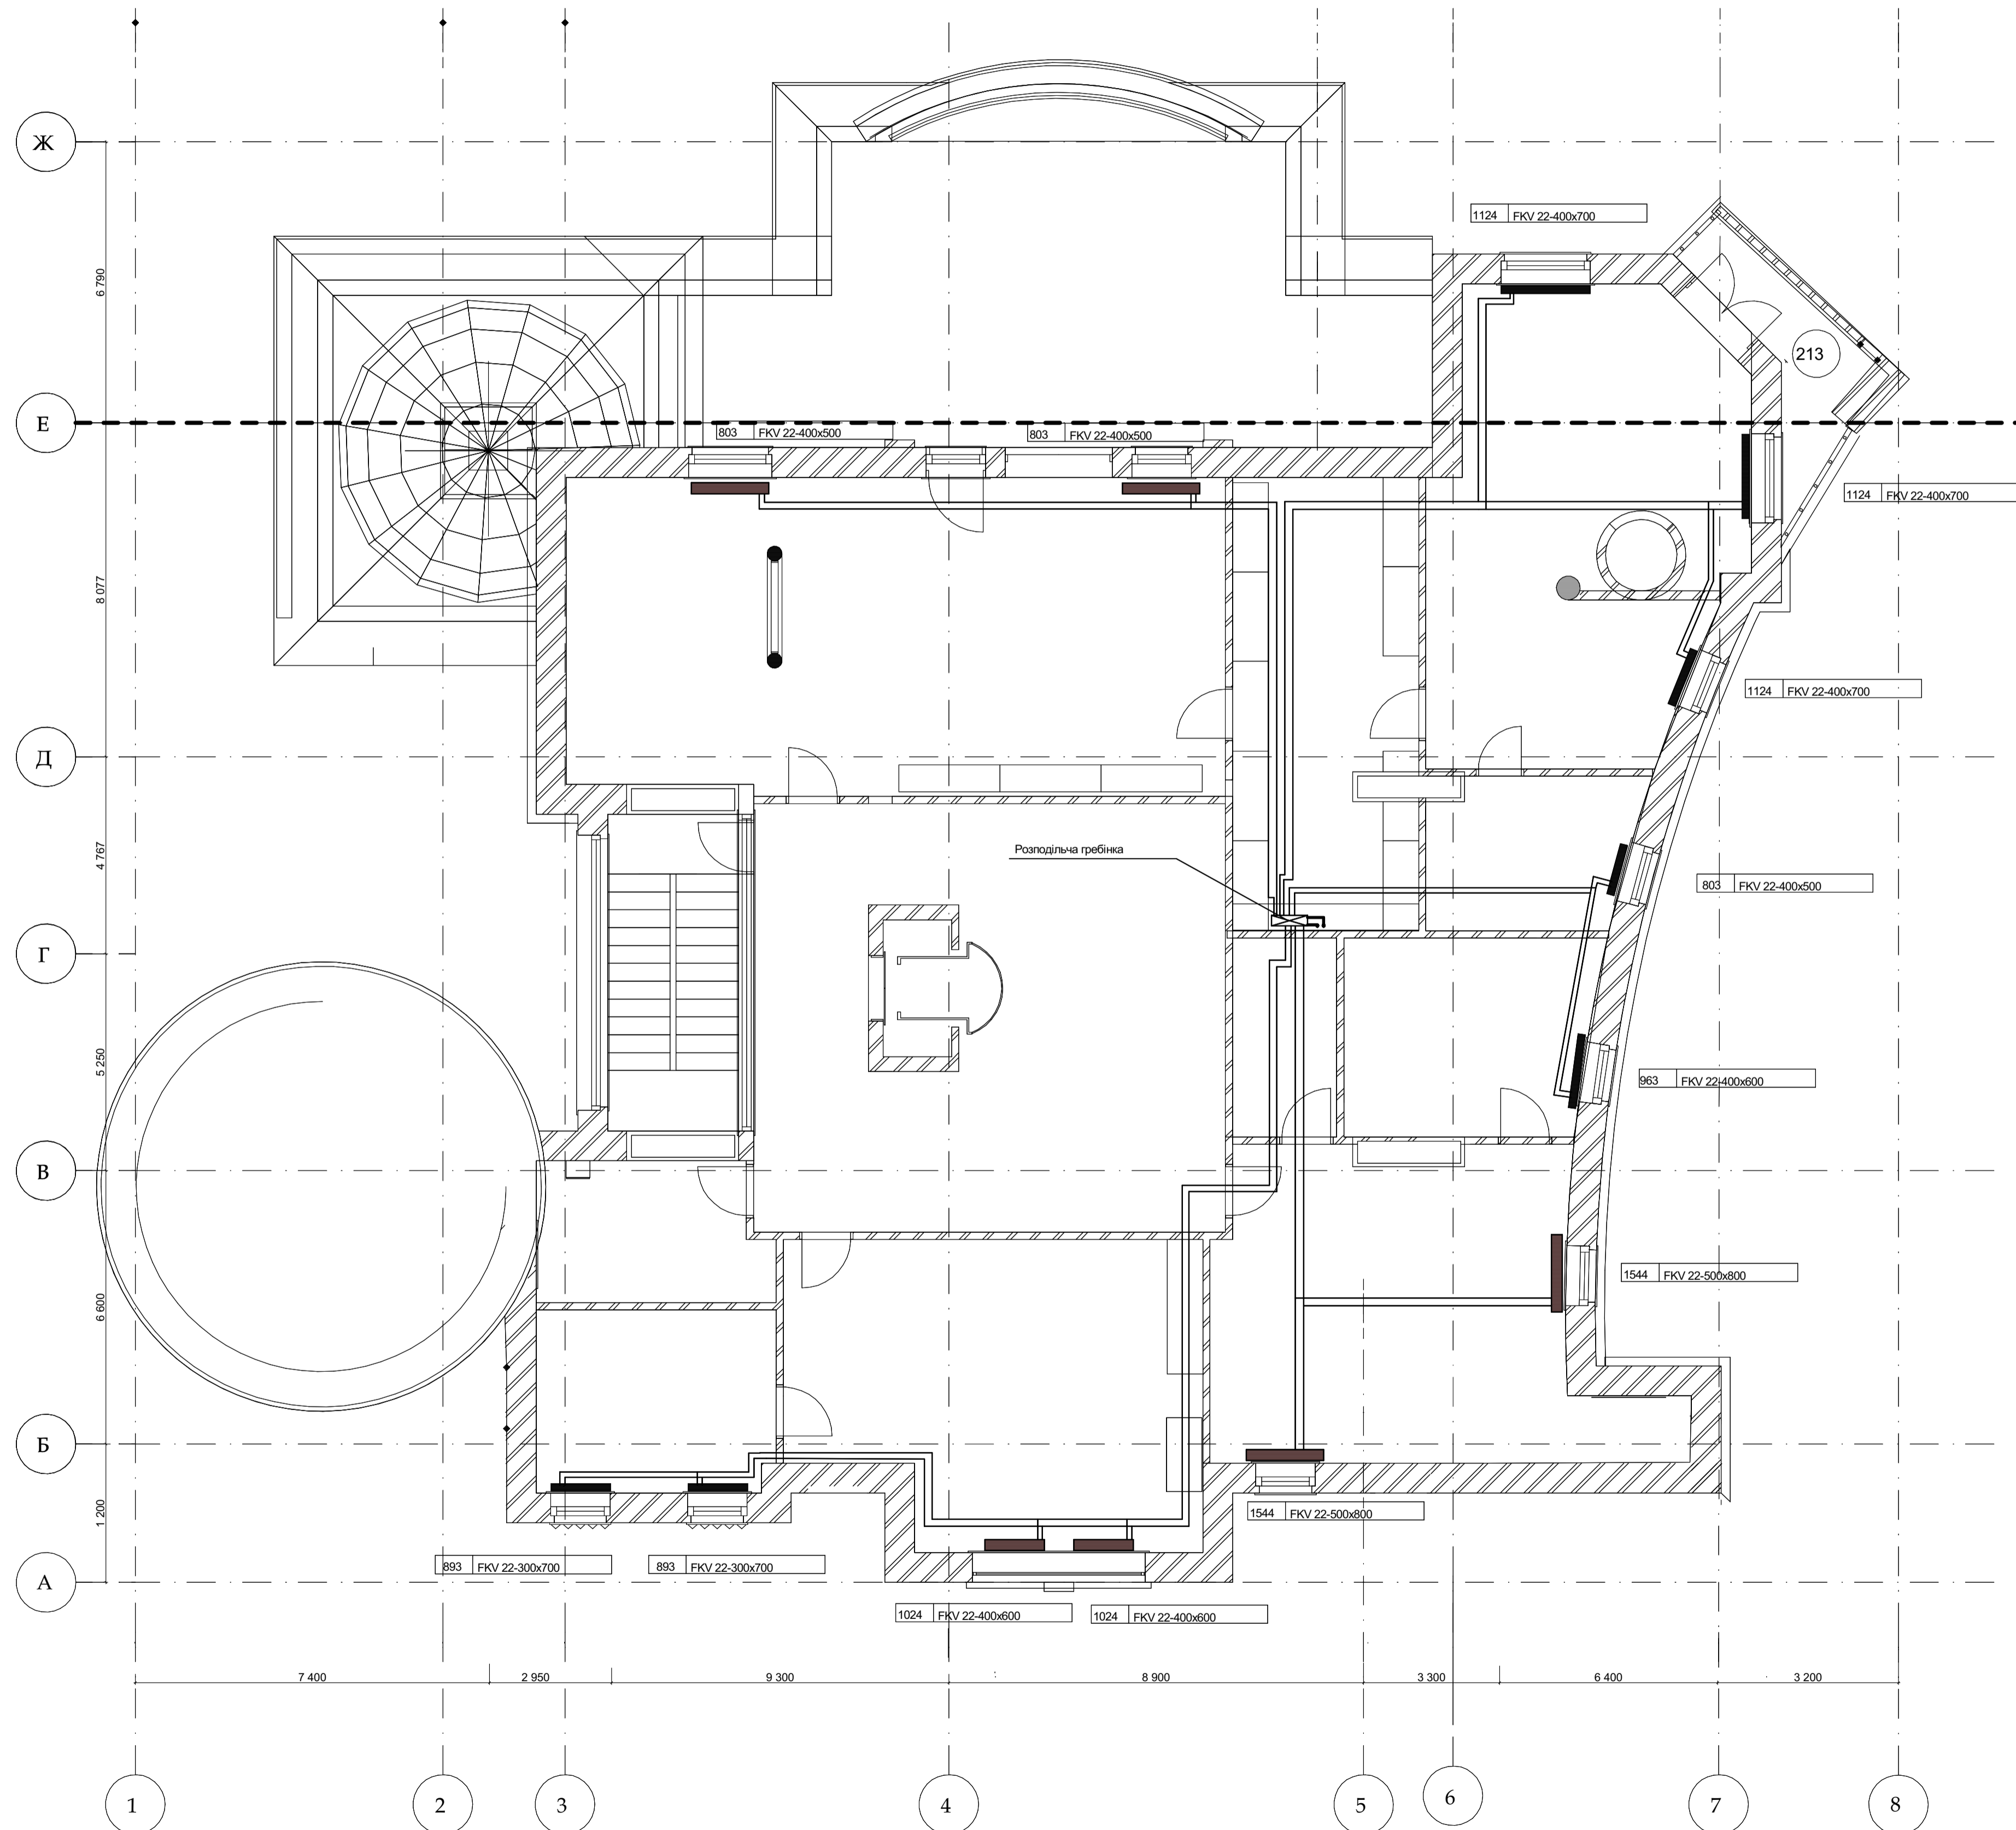 Ж
1124 FKV 22-400x700
6 790
213
Е
803 FKV 22-400x500
803 FKV 22-400x500
1124 FKV 22-400x700
8 077
1124 FKV 22-400x700
Д
4 767
Розподільча гребінка
803 FKV 22-400x500
Г
5 250
963 FKV 22-400x600
В
1544 FKV 22-500x800
6 600
Б
1 200
1544 FKV 22-500x800
893 FKV 22-300x700
893 FKV 22-300x700
А
1024 FKV 22-400x600
1024 FKV 22-400x600
7 400 2 950 9 300 8 900 3 300 6 400 3 200
1 2 3 4 5 6 7 8